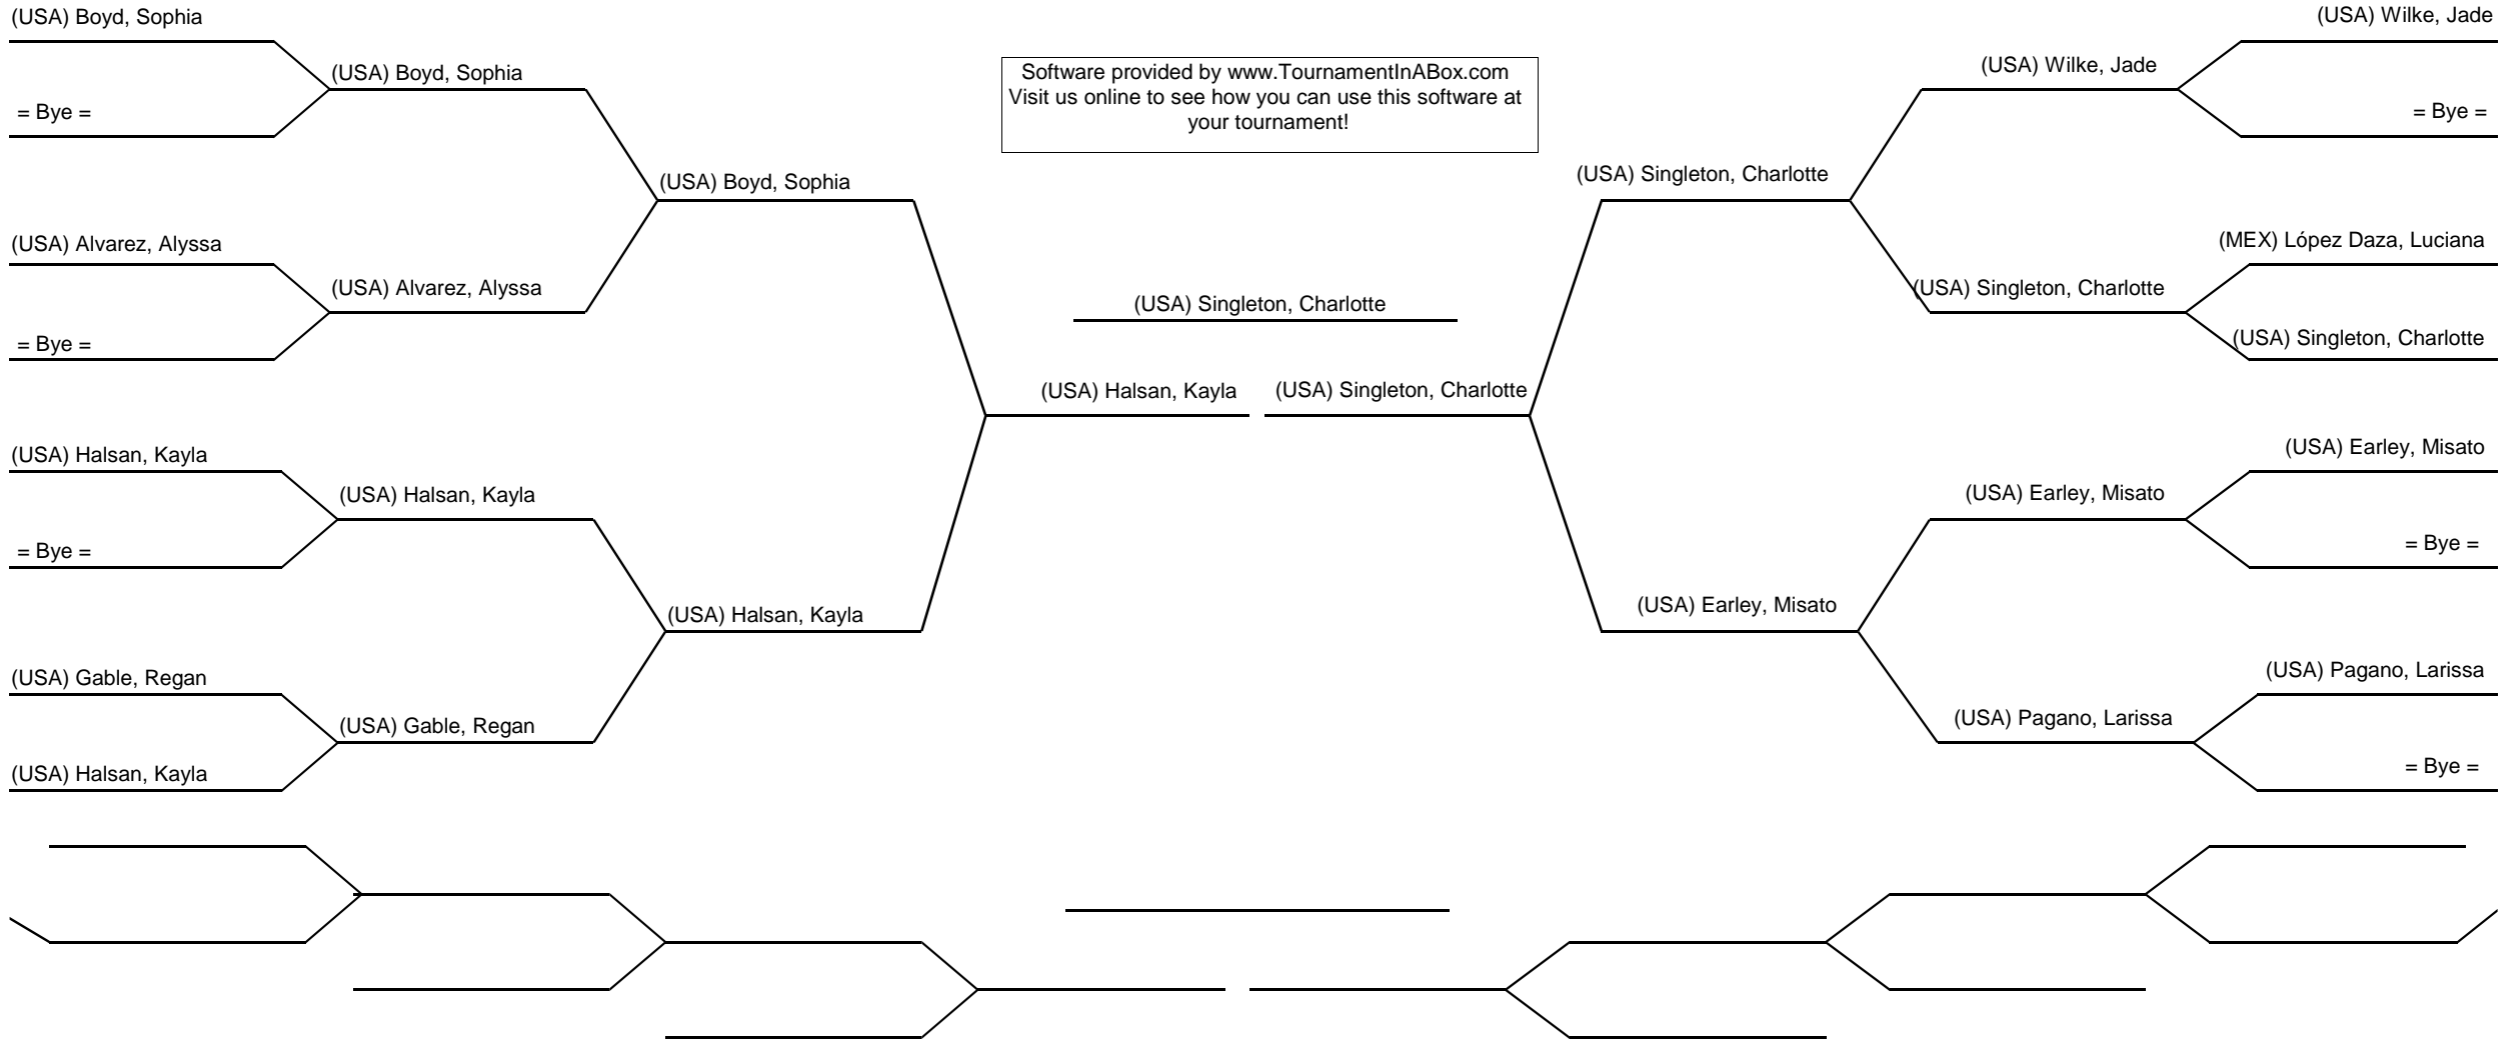 (USA) Boyd, Sophia
= Bye =
(USA) Alvarez, Alyssa
= Bye =
(USA) Halsan, Kayla
= Bye =
(USA) Gable, Regan
(USA) Halsan, Kayla
(USA) Boyd, Sophia
(USA) Alvarez, Alyssa
(USA) Halsan, Kayla
(USA) Gable, Regan
(USA) Boyd, Sophia
(USA) Halsan, Kayla
Software provided by www.TournamentInABox.com
Visit us online to see how you can use this software at
your tournament!
(USA) Singleton, Charlotte
(USA) Halsan, Kayla
(USA) Singleton, Charlotte
(USA) Singleton, Charlotte
(USA) Earley, Misato
(USA) Wilke, Jade
(USA) Singleton, Charlotte
(USA) Earley, Misato
(USA) Pagano, Larissa
(USA) Wilke, Jade
= Bye =
(MEX) López Daza, Luciana
(USA) Singleton, Charlotte
(USA) Earley, Misato
= Bye =
(USA) Pagano, Larissa
= Bye =